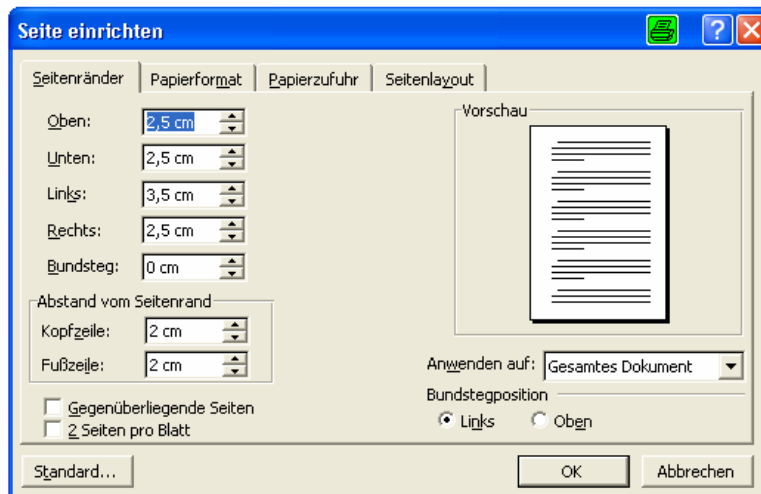 Seite einrichten
Seitenränder Papierformat Papierzufuhr Seitenlayout
Oben: 2,5 cm
Unten: 2,5 cm
Links: 3,5 cm
Rechts: 2,5 cm
Bundsteg: 0 cm
Abstand vom Seitenrand
Kopfzeile: 2 cm
Fußzeile: 2 cm
Gegenüberliegende Seiten
2 Seiten pro Blatt
Vorschau
Anwenden auf: Gesamtes Dokument
Bundstegposition
Links Oben
Standard... OK Abbrechen